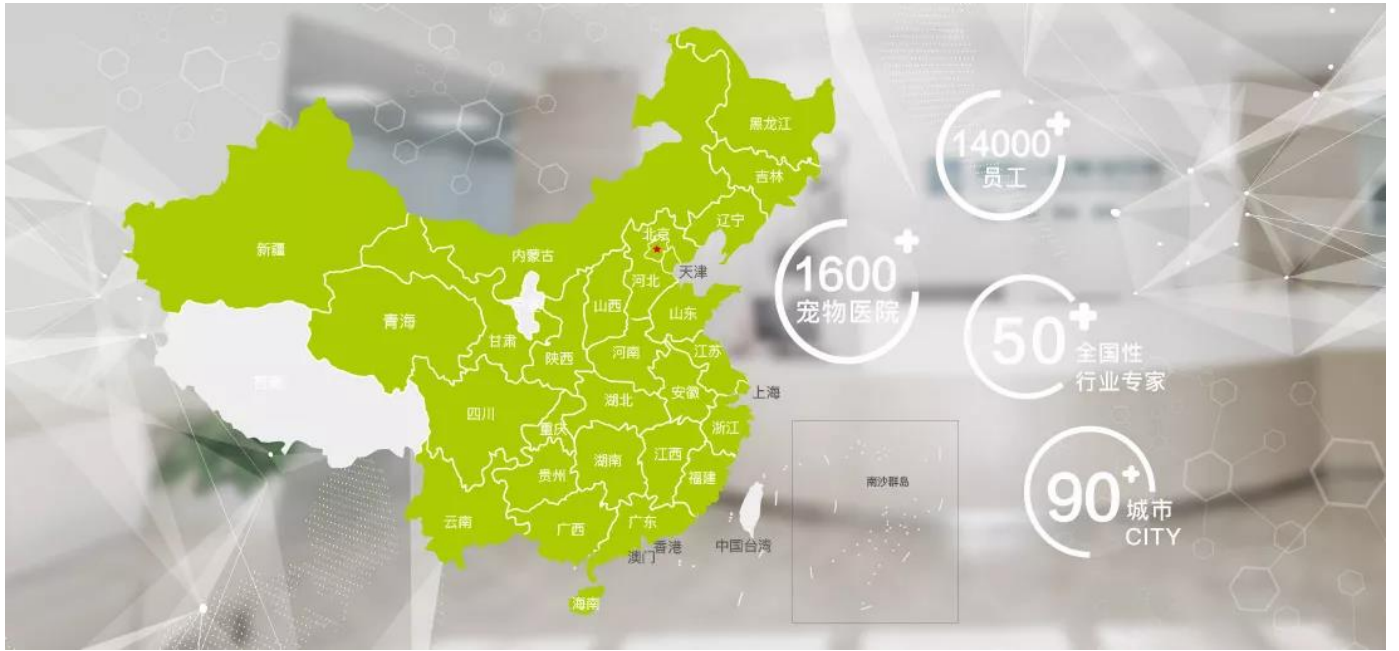 黑龙江
吉林
辽宁
北京
新疆
内蒙古
天津
河北
山西
山东
青海
甘肃
陕西
河南
江苏
安徽
上海
四川
湖北
重庆
浙江
湖南
江西
贵州
福建
云南
广西
广东
香港
澳门
中国台湾
海南
南沙群岛
14000+
员工
1600+
宠物医院
50+
全国性
行业专家
90+
城市
CITY